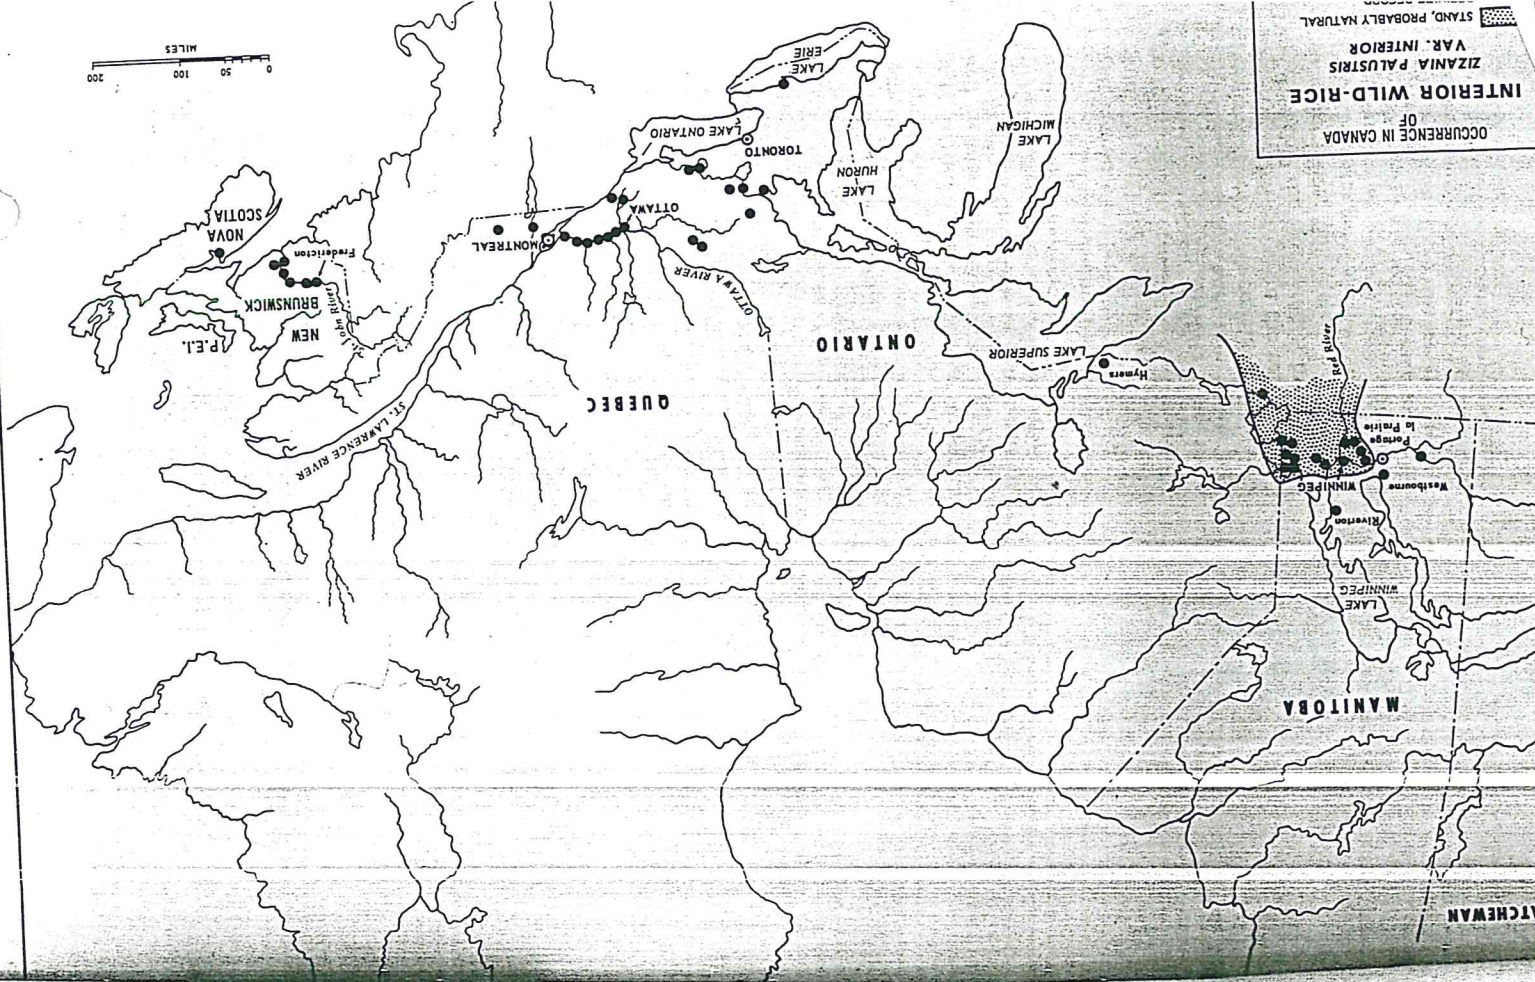 ATCHEWAN
MANITOBA
LAKE
WINNIPEG
Riverton
Westbourne
WINNIPEG
Portage
la Prairie
Red River
Hymers
LAKE SUPERIOR
ONTARIO
QUEBEC
ST. LAWRENCE RIVER
P.E.I.
NEW
BRUNSWICK
John River
Fredericton
NOVA
SCOTIA
OTTAWA RIVER
MONTREAL
OTTAWA
LAKE
HURON
TORONTO
LAKE ONTARIO
LAKE
MICHIGAN
LAKE
ERIE
OCCURRENCE IN CANADA
OF
INTERIOR WILD-RICE
ZIZANIA PALUSTRIS
VAR. INTERIOR
STAND, PROBABLY NATURAL
RECORD
0 50 100 200
MILES